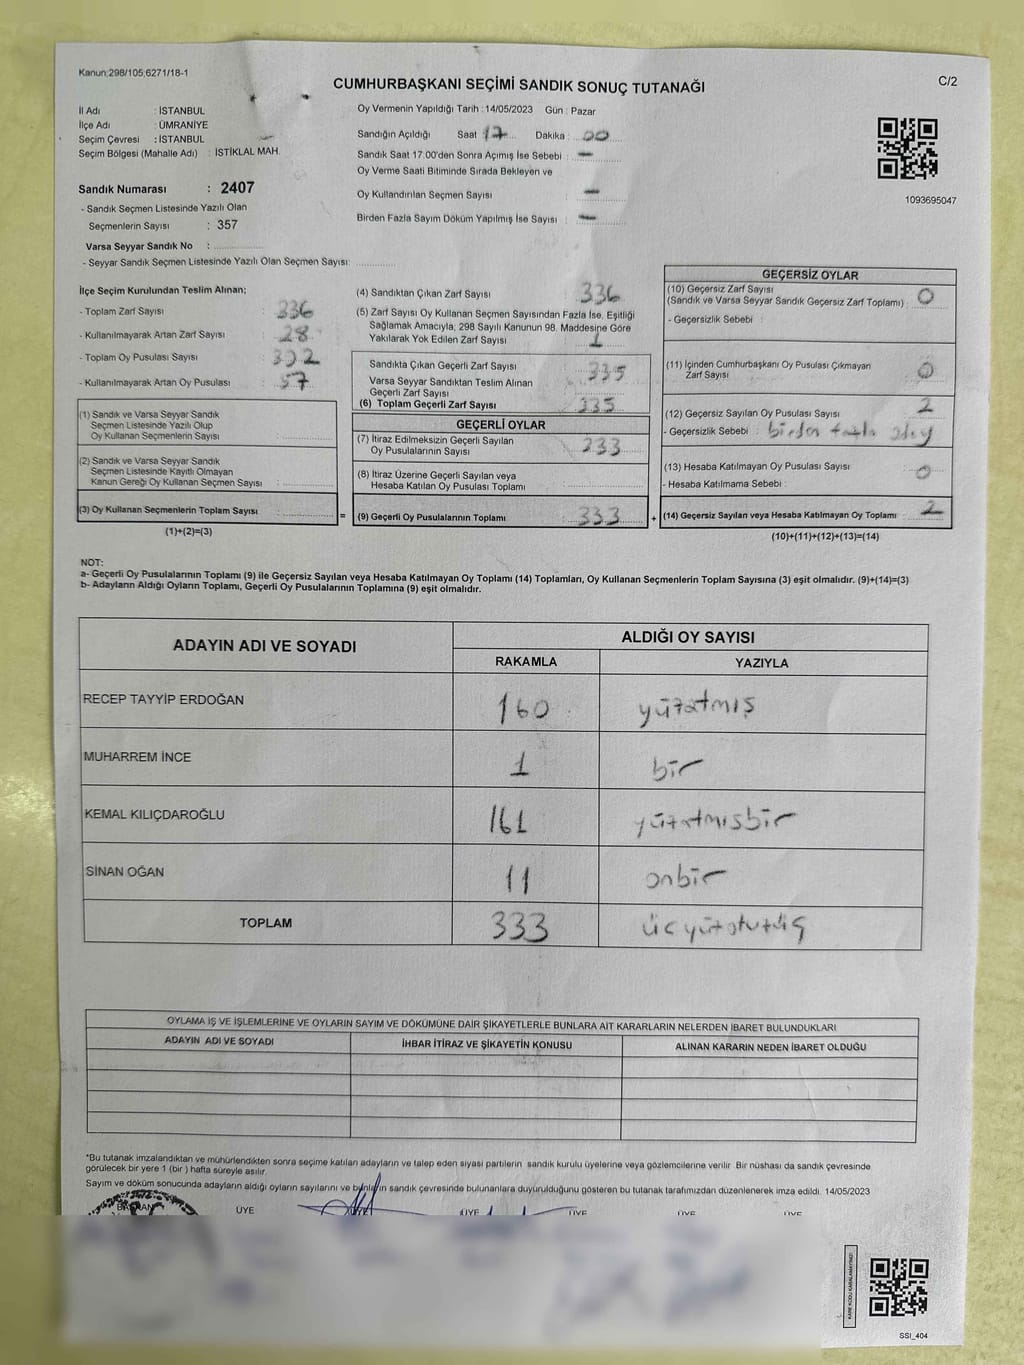 Kanun:298/105;6271/18-1
CUMHURBAŞKANI SEÇİMİ SANDIK SONUÇ TUTANAĞI
C/2
İl Adı : İSTANBUL
İlçe Adı : ÜMRANİYE
Seçim Çevresi : İSTANBUL
Seçim Bölgesi (Mahalle Adı) : İSTİKLAL MAH.
Sandık Numarası : 2407
- Sandık Seçmen Listesinde Yazılı Olan
Seçmenlerin Sayısı : 357
Varsa Seyyar Sandık No :
- Seyyar Sandık Seçmen Listesinde Yazılı Olan Seçmen Sayısı:
Oy Vermenin Yapıldığı Tarih :14/05/2023 Gün : Pazar
Sandığın Açıldığı Saat : 17 Dakika : 00
Sandık Saat 17.00'den Sonra Açımış İse Sebebi : —
Oy Verme Saati Bitiminde Sırada Bekleyen ve
Oy Kullandırılan Seçmen Sayısı : —
Birden Fazla Sayım Döküm Yapılmış İse Sayısı : —
1093695047
İlçe Seçim Kurulundan Teslim Alınan;
- Toplam Zarf Sayısı : 336
- Kullanılmayarak Artan Zarf Sayısı : 28
- Toplam Oy Pusulası Sayısı :
- Kullanılmayarak Artan Oy Pusulası : 57
(1) Sandık ve Varsa Seyyar Sandık
Seçmen Listesinde Yazılı Olup
Oy Kullanan Seçmenlerin Sayısı :
(2) Sandık ve Varsa Seyyar Sandık
Seçmen Listesinde Kayıtlı Olmayan
Kanun Gereği Oy Kullanan Seçmen Sayısı :
(3) Oy Kullanan Seçmenlerin Toplam Sayısı :
(1)+(2)=(3)
(4) Sandıktan Çıkan Zarf Sayısı : 336
(5) Zarf Sayısı Oy Kullanan Seçmen Sayısından Fazla İse, Eşitliği
Sağlamak Amacıyla; 298 Sayılı Kanunun 98. Maddesine Göre
Yakılarak Yok Edilen Zarf Sayısı : 1
Sandıkta Çıkan Geçerli Zarf Sayısı : 335
Varsa Seyyar Sandıktan Teslim Alınan
Geçerli Zarf Sayısı :
(6) Toplam Geçerli Zarf Sayısı : 335
GEÇERLİ OYLAR
(7) İtiraz Edilmeksizin Geçerli Sayılan
Oy Pusulalarının Sayısı : 233
(8) İtiraz Üzerine Geçerli Sayılan veya
Hesaba Katılan Oy Pusulası Toplamı :
= (9) Geçerli Oy Pusulalarının Toplamı : 333 +
GEÇERSİZ OYLAR
(10) Geçersiz Zarf Sayısı
(Sandık ve Varsa Seyyar Sandık Geçersiz Zarf Toplamı) : 0
- Geçersizlik Sebebi :
(11) İçinden Cumhurbaşkanı Oy Pusulası Çıkmayan
Zarf Sayısı : 0
(12) Geçersiz Sayılan Oy Pusulası Sayısı : 2
- Geçersizlik Sebebi : birden fazla
(13) Hesaba Katılmayan Oy Pusulası Sayısı : 0
- Hesaba Katılmama Sebebi :
(14) Geçersiz Sayılan veya Hesaba Katılmayan Oy Toplamı : 2
(10)+(11)+(12)+(13)=(14)
NOT:
a- Geçerli Oy Pusulalarının Toplamı (9) ile Geçersiz Sayılan veya Hesaba Katılmayan Oy Toplamı (14) Toplamları, Oy Kullanan Seçmenlerin Toplam Sayısına (3) eşit olmalıdır. (9)+(14)=(3)
b- Adayların Aldığı Oyların Toplamı, Geçerli Oy Pusulalarının Toplamına (9) eşit olmalıdır.
ADAYIN ADI VE SOYADI ALDIĞI OY SAYISI
RAKAMLA YAZIYLA
RECEP TAYYİP ERDOĞAN 160 yüzatmış
MUHARREM İNCE 1 bir
KEMAL KILIÇDAROĞLU 161 yüzatmışbir
SİNAN OĞAN 11 onbir
TOPLAM 333 üçyüzotuzüç
OYLAMA İŞ VE İŞLEMLERİNE VE OYLARIN SAYIM VE DÖKÜMÜNE DAİR ŞİKAYETLERLE BUNLARA AİT KARARLARIN NELERDEN İBARET BULUNDUKLARI
ADAYIN ADI VE SOYADI İHBAR İTİRAZ VE ŞİKAYETİN KONUSU ALINAN KARARIN NEDEN İBARET OLDUĞU
*Bu tutanak imzalandıktan ve mühürlendikten sonra seçime katılan adayların ve talep eden siyasi partilerin sandık kurulu üyelerine veya gözlemcilerine verilir. Bir nüshası da sandık çevresinde
görülecek bir yere 1 (bir ) hafta süreyle asılır.
Sayım ve döküm sonucunda adayların aldığı oyların sayılarını ve bunların sandık çevresinde bulunanlara duyurulduğunu gösteren bu tutanak tarafımızdan düzenlenerek imza edildi. 14/05/2023
BAŞKAN ÜYE ÜYE ÜYE ÜYE ÜYE ÜYE
SSI_404